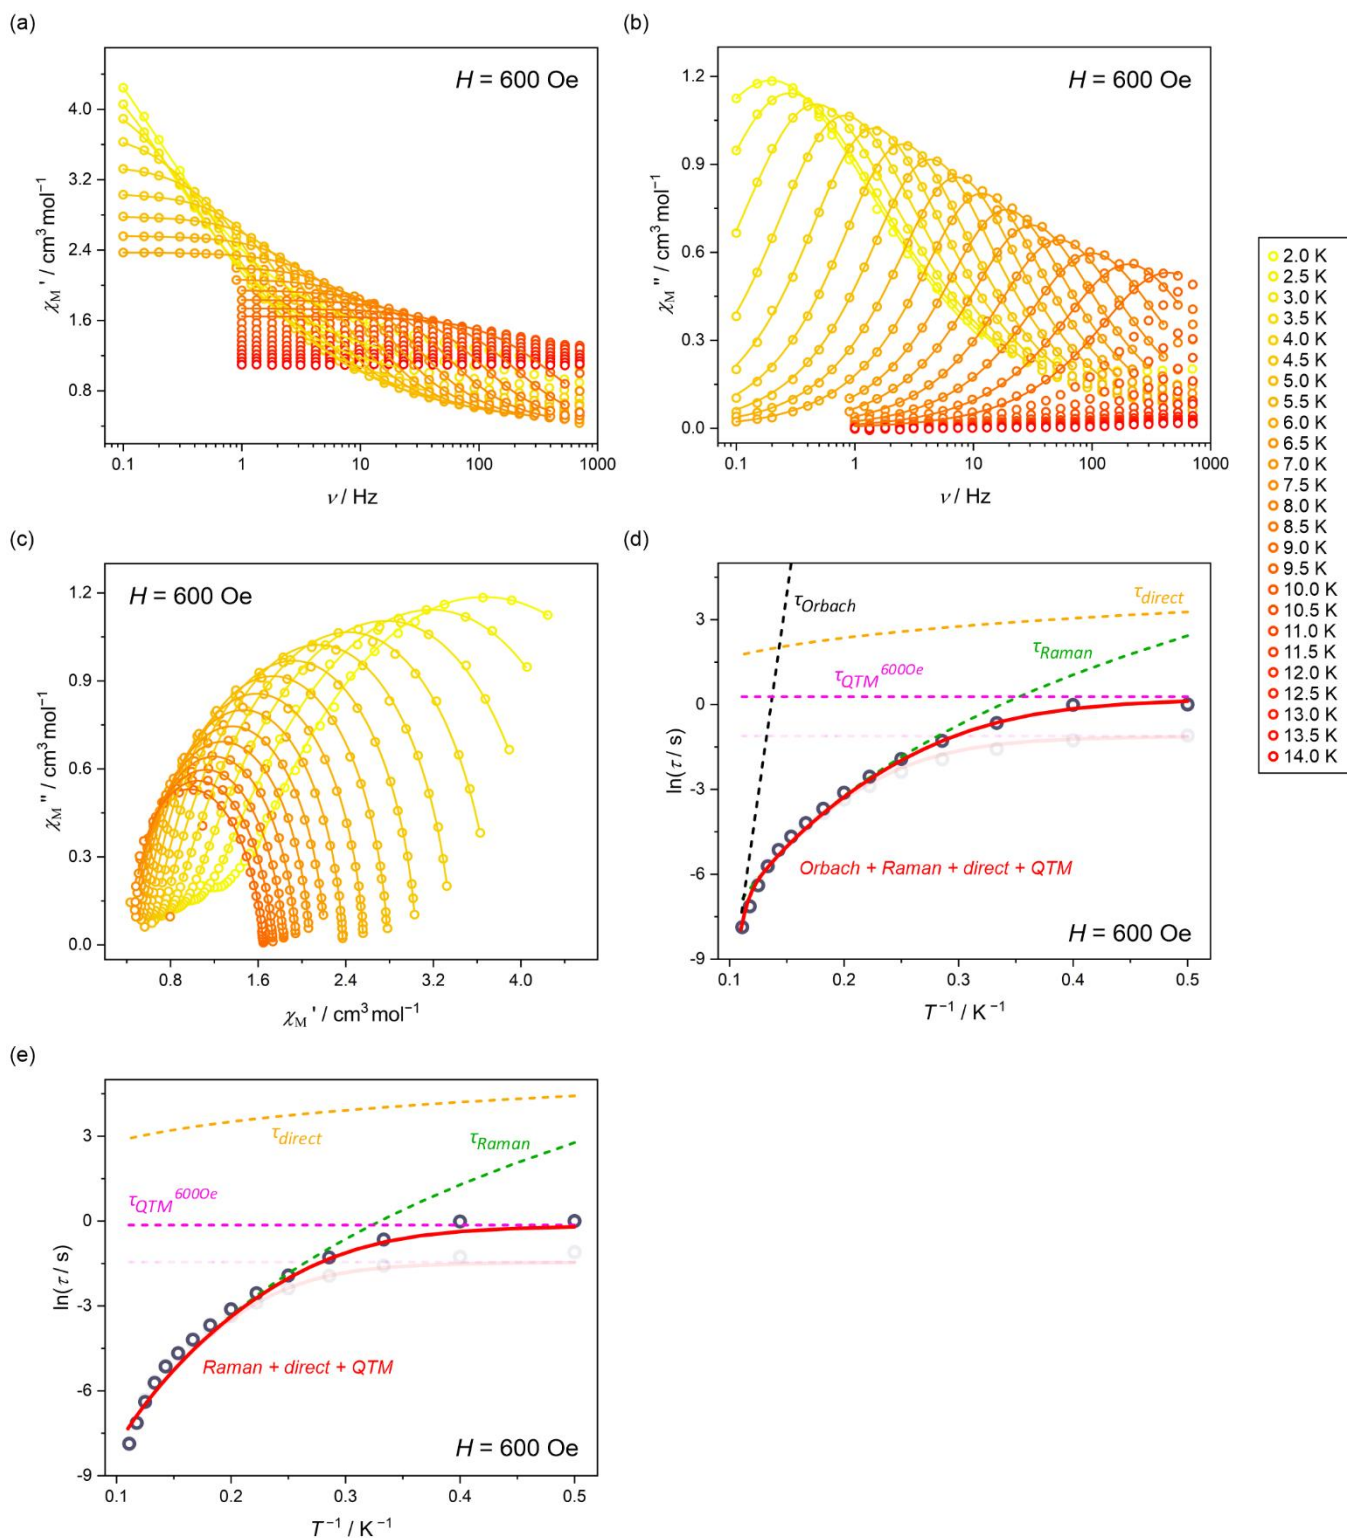 (a)
H = 600 Oe
4.0
3.2
2.4
1.6
0.8
χM' / cm³ mol⁻¹
0.1 1 10 100 1000
ν / Hz
(b)
H = 600 Oe
1.2
0.9
0.6
0.3
0.0
χM'' / cm³ mol⁻¹
0.1 1 10 100 1000
ν / Hz
2.0 K
2.5 K
3.0 K
3.5 K
4.0 K
4.5 K
5.0 K
5.5 K
6.0 K
6.5 K
7.0 K
7.5 K
8.0 K
8.5 K
9.0 K
9.5 K
10.0 K
10.5 K
11.0 K
11.5 K
12.0 K
12.5 K
13.0 K
13.5 K
14.0 K
(c)
H = 600 Oe
1.2
0.9
0.6
0.3
0.0
χM'' / cm³ mol⁻¹
0.8 1.6 2.4 3.2 4.0
χM' / cm³ mol⁻¹
(d)
τOrbach
τdirect
τRaman
τQTM 600Oe
3
0
-3
-6
-9
ln(τ / s)
Orbach + Raman + direct + QTM
H = 600 Oe
0.1 0.2 0.3 0.4 0.5
T⁻¹ / K⁻¹
(e)
τdirect
τRaman
τQTM 600Oe
3
0
-3
-6
-9
ln(τ / s)
Raman + direct + QTM
H = 600 Oe
0.1 0.2 0.3 0.4 0.5
T⁻¹ / K⁻¹